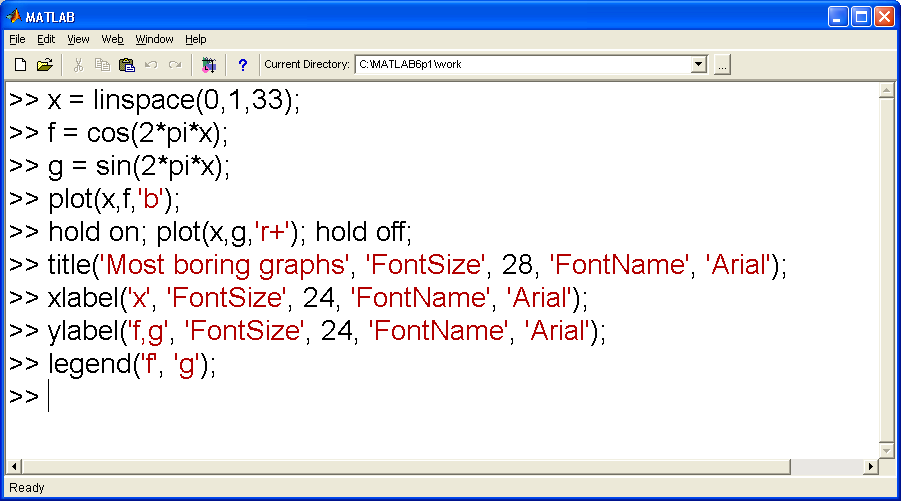 MATLAB
File Edit View Web Window Help
? Current Directory: C:\MATLAB6p1\work ...
>> x = linspace(0,1,33);
>> f = cos(2*pi*x);
>> g = sin(2*pi*x);
>> plot(x,f,'b');
>> hold on; plot(x,g,'r+'); hold off;
>> title('Most boring graphs', 'FontSize', 28, 'FontName', 'Arial');
>> xlabel('x', 'FontSize', 24, 'FontName', 'Arial');
>> ylabel('f,g', 'FontSize', 24, 'FontName', 'Arial');
>> legend('f', 'g');
>>
Ready